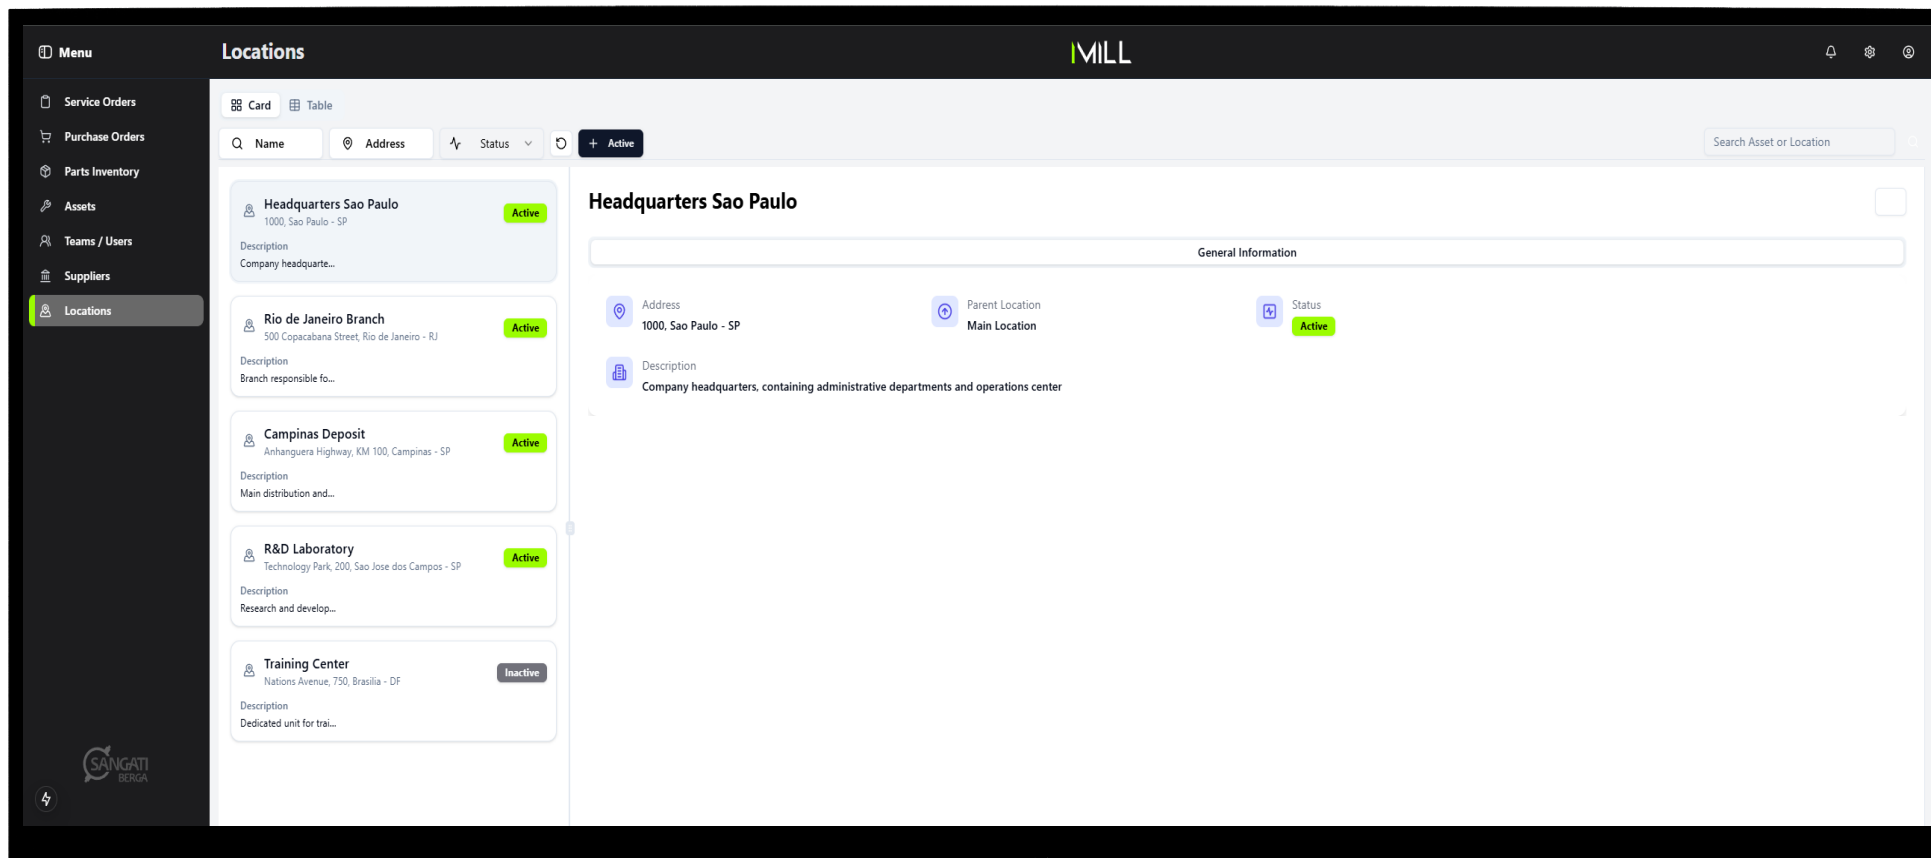 Menu
Locations
MILL
Service Orders
Purchase Orders
Parts Inventory
Assets
Teams / Users
Suppliers
Locations
SANGATI
BERGA
Card
Table
Name
Address
Status
+ Active
Search Asset or Location
Headquarters Sao Paulo
1000, Sao Paulo - SP
Active
Description
Company headquarte...
Rio de Janeiro Branch
500 Copacabana Street, Rio de Janeiro - RJ
Active
Description
Branch responsible fo...
Campinas Deposit
Anhanguera Highway, KM 100, Campinas - SP
Active
Description
Main distribution and...
R&D Laboratory
Technology Park, 200, Sao Jose dos Campos - SP
Active
Description
Research and develop...
Training Center
Nations Avenue, 750, Brasilia - DF
Inactive
Description
Dedicated unit for trai...
Headquarters Sao Paulo
General Information
Address
1000, Sao Paulo - SP
Parent Location
Main Location
Status
Active
Description
Company headquarters, containing administrative departments and operations center